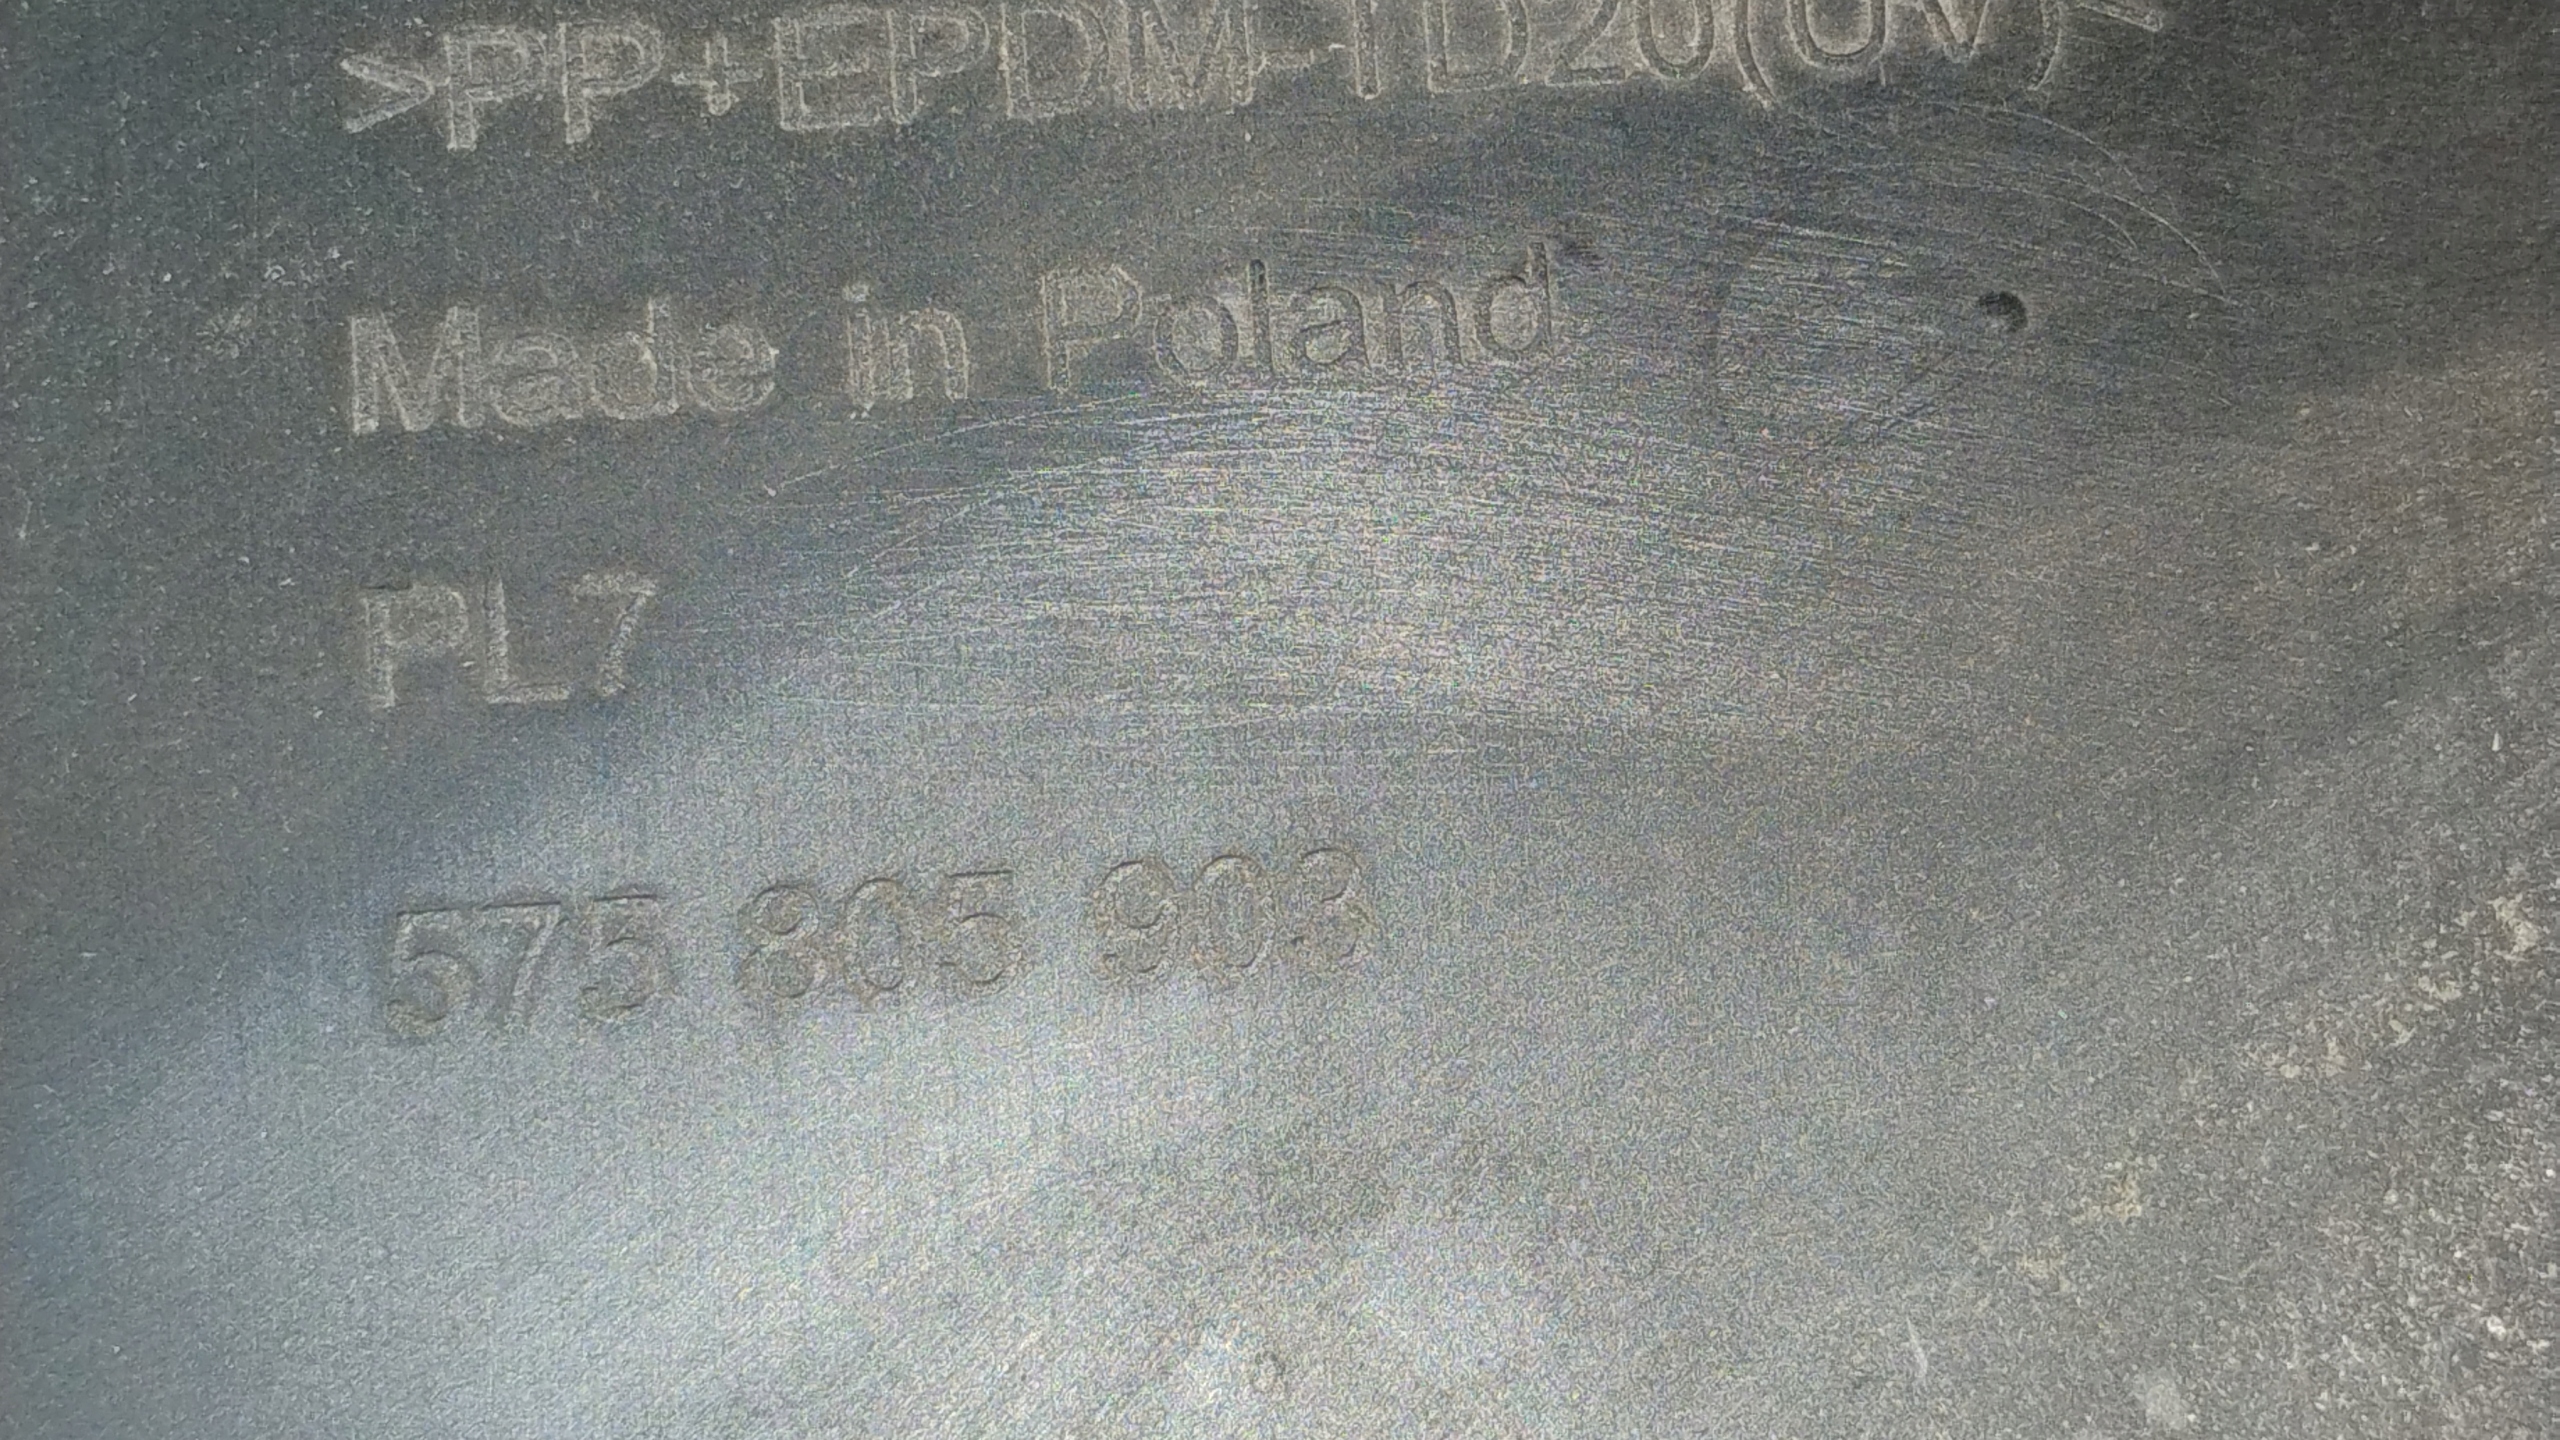 >PP+EPDM-TD20(UV)<
Made in Poland
PL7
575 805 903